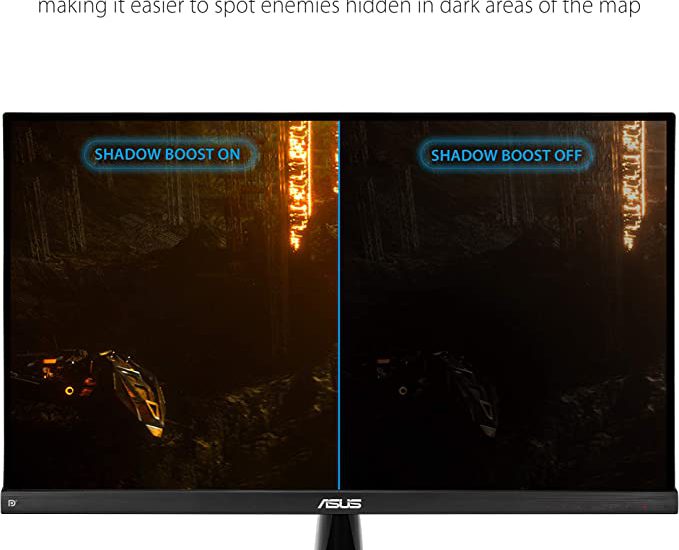 making it easier to spot enemies hidden in dark areas of the map
SHADOW BOOST ON
SHADOW BOOST OFF
ASUS